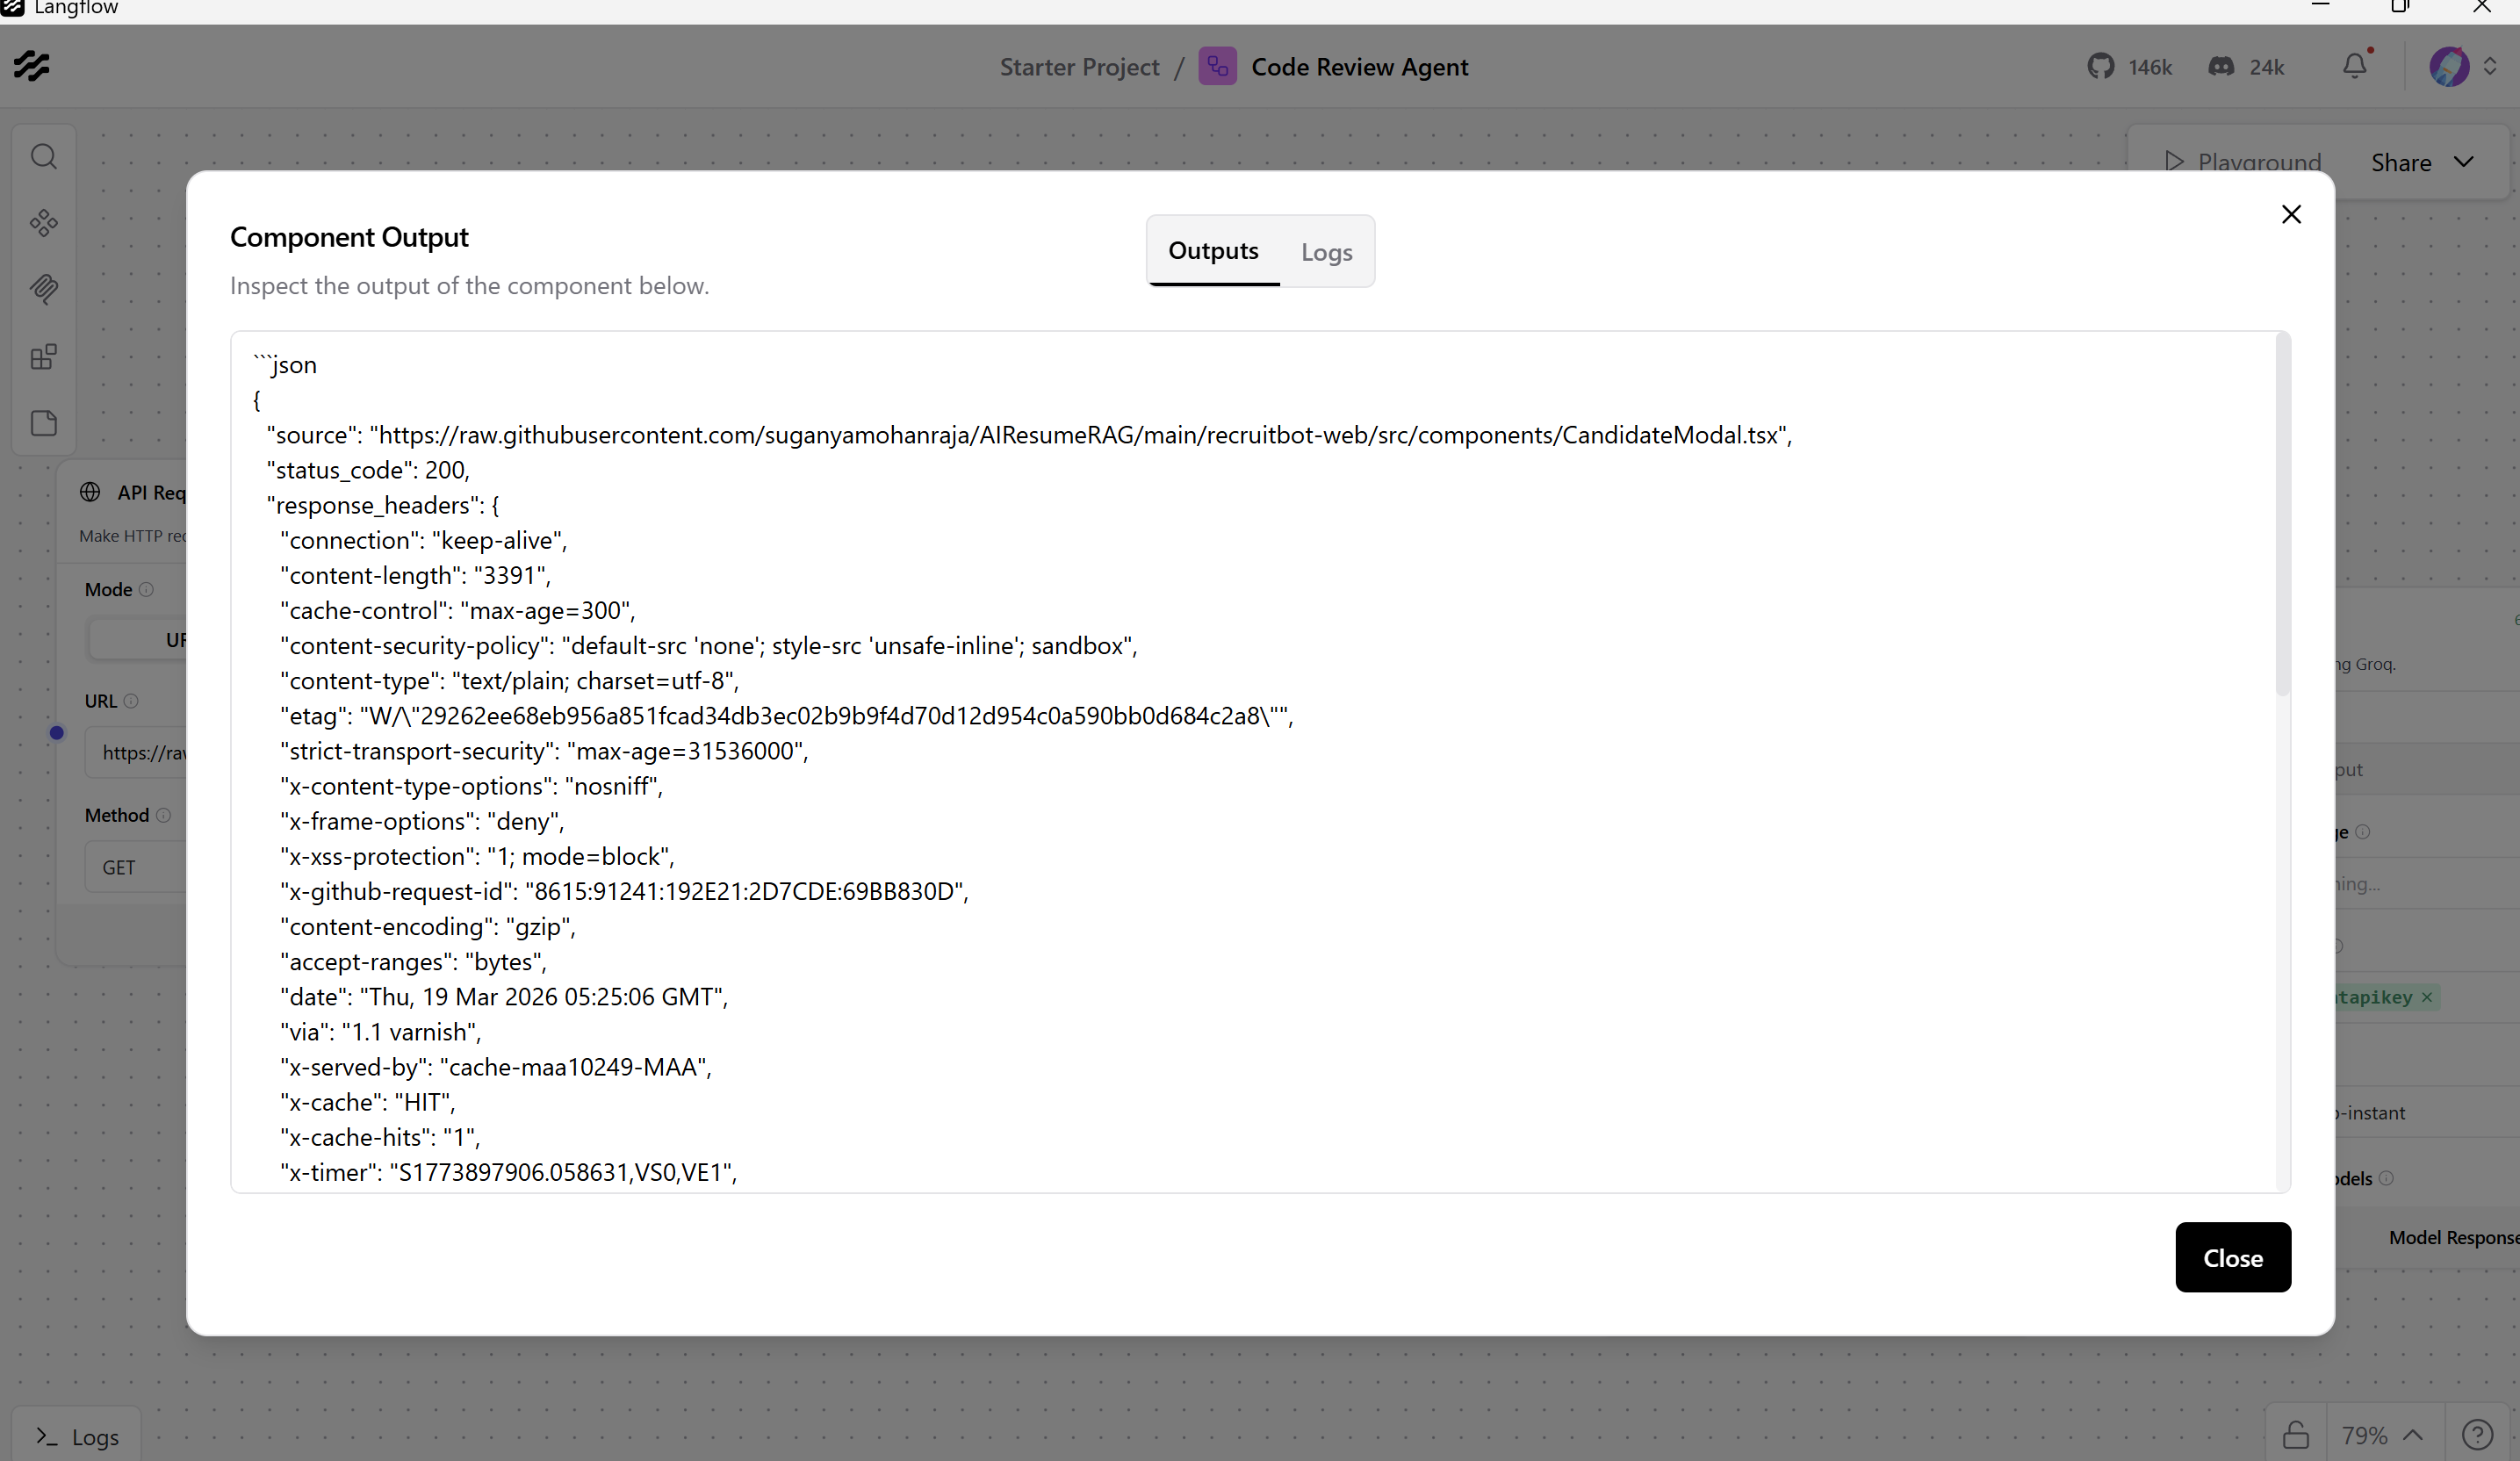 Langflow
Starter Project / Code Review Agent
146k
24k
Playground
Share
Component Output
Inspect the output of the component below.
Outputs
Logs
```json
{
"source": "https://raw.githubusercontent.com/suganyamohanraja/AIResumeRAG/main/recruitbot-web/src/components/CandidateModal.tsx",
"status_code": 200,
"response_headers": {
"connection": "keep-alive",
"content-length": "3391",
"cache-control": "max-age=300",
"content-security-policy": "default-src 'none'; style-src 'unsafe-inline'; sandbox",
"content-type": "text/plain; charset=utf-8",
"etag": "W/\"29262ee68eb956a851fcad34db3ec02b9b9f4d70d12d954c0a590bb0d684c2a8\"",
"strict-transport-security": "max-age=31536000",
"x-content-type-options": "nosniff",
"x-frame-options": "deny",
"x-xss-protection": "1; mode=block",
"x-github-request-id": "8615:91241:192E21:2D7CDE:69BB830D",
"content-encoding": "gzip",
"accept-ranges": "bytes",
"date": "Thu, 19 Mar 2026 05:25:06 GMT",
"via": "1.1 varnish",
"x-served-by": "cache-maa10249-MAA",
"x-cache": "HIT",
"x-cache-hits": "1",
"x-timer": "S1773897906.058631,VS0,VE1",
Close
API Req
Make HTTP rec
Mode
UR
URL
https://rav
Method
GET
ng Groq.
put
ge
hing...
tapikey
-instant
odels
Model Response
Logs
79%